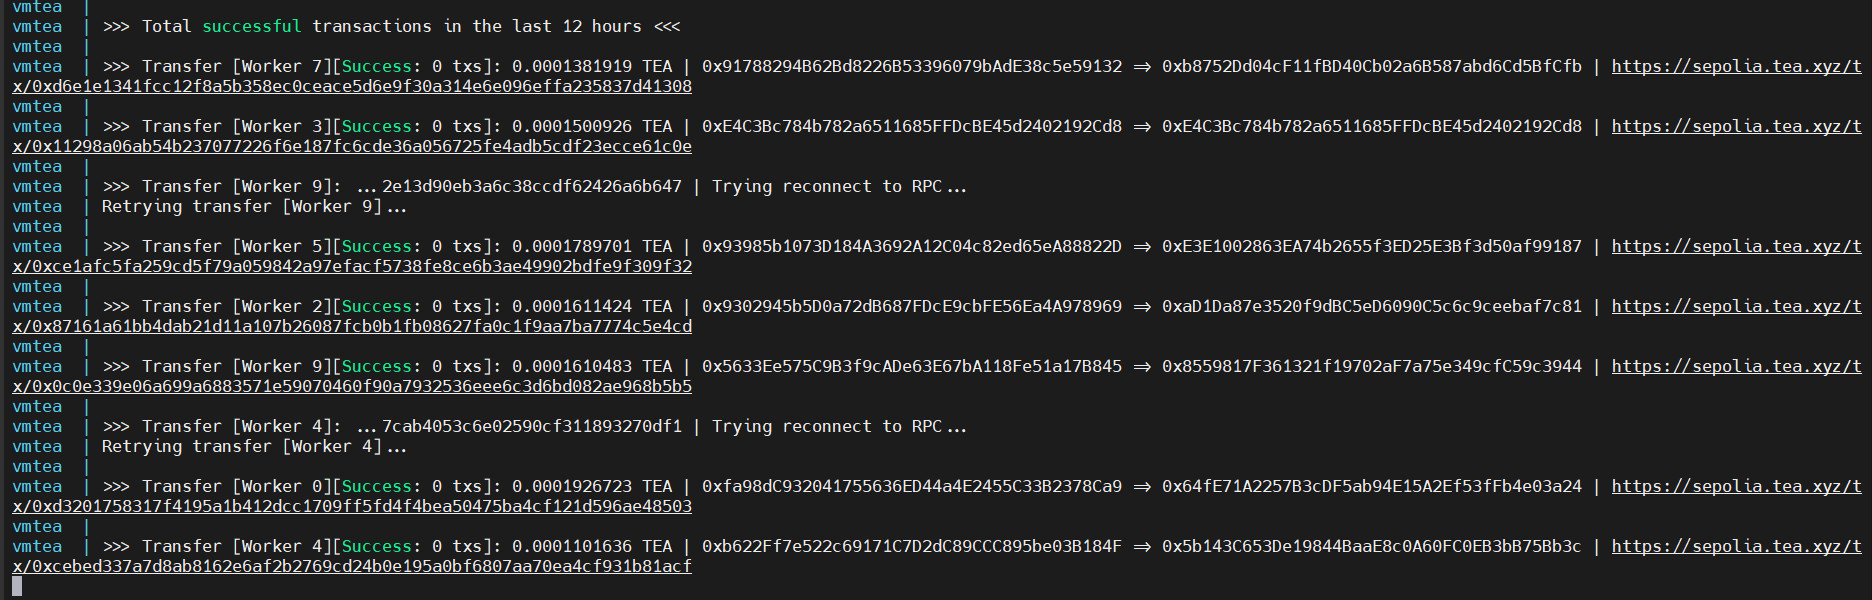 vmtea |
vmtea | >>> Total successful transactions in the last 12 hours <<<
vmtea |
vmtea | >>> Transfer [Worker 7][Success: 0 txs]: 0.0001381919 TEA | 0x91788294B62Bd8226B53396079bAdE38c5e59132 => 0xb8752Dd04cF11fBD40Cb02a6B587abd6Cd5BfCfb | https://sepolia.tea.xyz/t
x/0xd6e1e1341fcc12f8a5b358ec0ceace5d6e9f30a314e6e096effa235837d41308
vmtea |
vmtea | >>> Transfer [Worker 3][Success: 0 txs]: 0.0001500926 TEA | 0xE4C3Bc784b782a6511685FFDcBE45d2402192Cd8 => 0xE4C3Bc784b782a6511685FFDcBE45d2402192Cd8 | https://sepolia.tea.xyz/t
x/0x11298a06ab54b237077226f6e187fc6cde36a056725fe4adb5cdf23ecce61c0e
vmtea |
vmtea | >>> Transfer [Worker 9]: ...2e13d90eb3a6c38ccdf62426a6b647 | Trying reconnect to RPC...
vmtea | Retrying transfer [Worker 9]...
vmtea |
vmtea | >>> Transfer [Worker 5][Success: 0 txs]: 0.0001789701 TEA | 0x93985b1073D184A3692A12C04c82ed65eA88822D => 0xE3E1002863EA74b2655f3ED25E3Bf3d50af99187 | https://sepolia.tea.xyz/t
x/0xce1afc5fa259cd5f79a059842a97efacf5738fe8ce6b3ae49902bdfe9f309f32
vmtea |
vmtea | >>> Transfer [Worker 2][Success: 0 txs]: 0.0001611424 TEA | 0x9302945b5D0a72dB687FDcE9cbFE56Ea4A978969 => 0xaD1Da87e3520f9dBC5eD6090C5c6c9ceebaf7c81 | https://sepolia.tea.xyz/t
x/0x87161a61bb4dab21d11a107b26087fcb0b1fb08627fa0c1f9aa7ba7774c5e4cd
vmtea |
vmtea | >>> Transfer [Worker 9][Success: 0 txs]: 0.0001610483 TEA | 0x5633Ee575C9B3f9cADe63E67bA118Fe51a17B845 => 0x8559817F361321f19702aF7a75e349cfC59c3944 | https://sepolia.tea.xyz/t
x/0x0c0e339e06a699a6883571e59070460f90a7932536eee6c3d6bd082ae968b5b5
vmtea |
vmtea | >>> Transfer [Worker 4]: ...7cab4053c6e02590cf311893270df1 | Trying reconnect to RPC...
vmtea | Retrying transfer [Worker 4]...
vmtea |
vmtea | >>> Transfer [Worker 0][Success: 0 txs]: 0.0001926723 TEA | 0xfa98dC932041755636ED44a4E2455C33B2378Ca9 => 0x64fE71A2257B3cDF5ab94E15A2Ef53fFb4e03a24 | https://sepolia.tea.xyz/t
x/0xd3201758317f4195a1b412dcc1709ff5fd4f4bea50475ba4cf121d596ae48503
vmtea |
vmtea | >>> Transfer [Worker 4][Success: 0 txs]: 0.0001101636 TEA | 0xb622Ff7e522c69171C7D2dC89CCC895be03B184F => 0x5b143C653De19844BaaE8c0A60FC0EB3bB75Bb3c | https://sepolia.tea.xyz/t
x/0xcebed337a7d8ab8162e6af2b2769cd24b0e195a0bf6807aa70ea4cf931b81acf